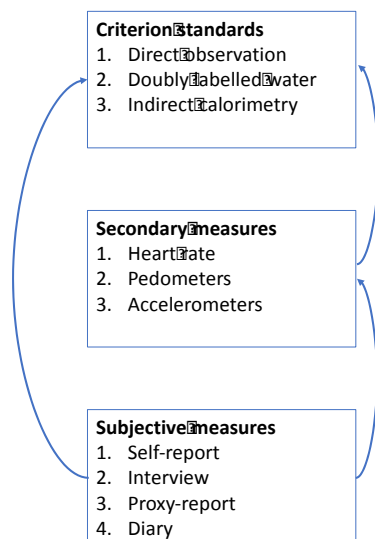 Criterion standards
1. Direct observation
2. Doubly labelled water
3. Indirect calorimetry
Secondary measures
1. Heart rate
2. Pedometers
3. Accelerometers
Subjective measures
1. Self-report
2. Interview
3. Proxy-report
4. Diary